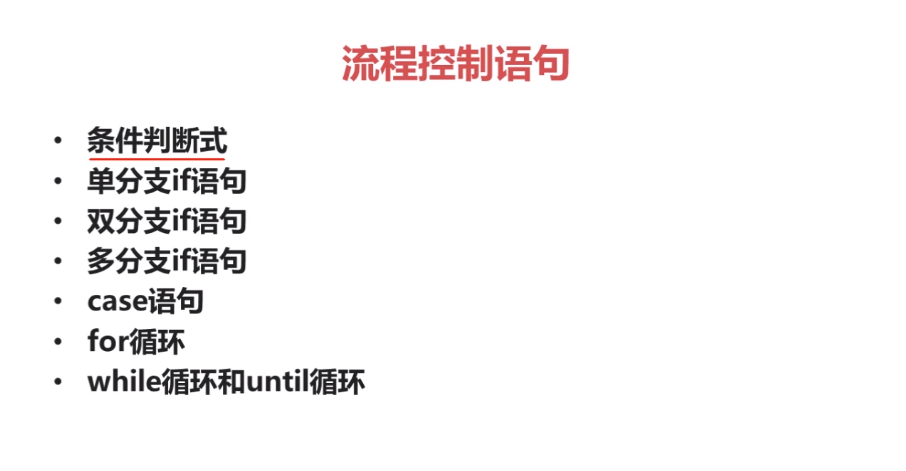 流程控制语句
• 条件判断式
• 单分支if语句
• 双分支if语句
• 多分支if语句
• case语句
• for循环
• while循环和until循环